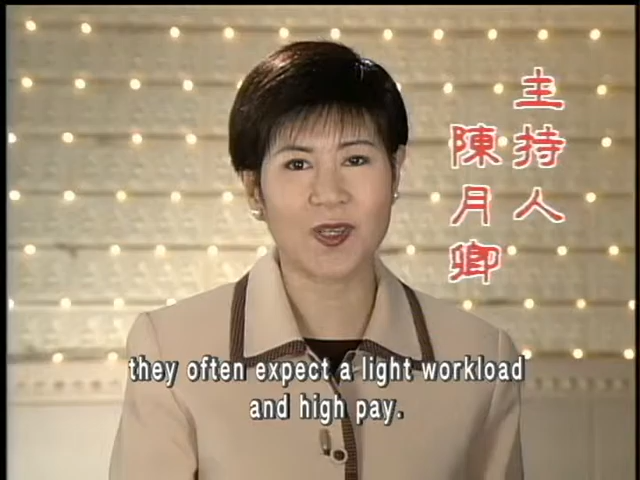 主持人
陳月卿
they often expect a light workload
and high pay.